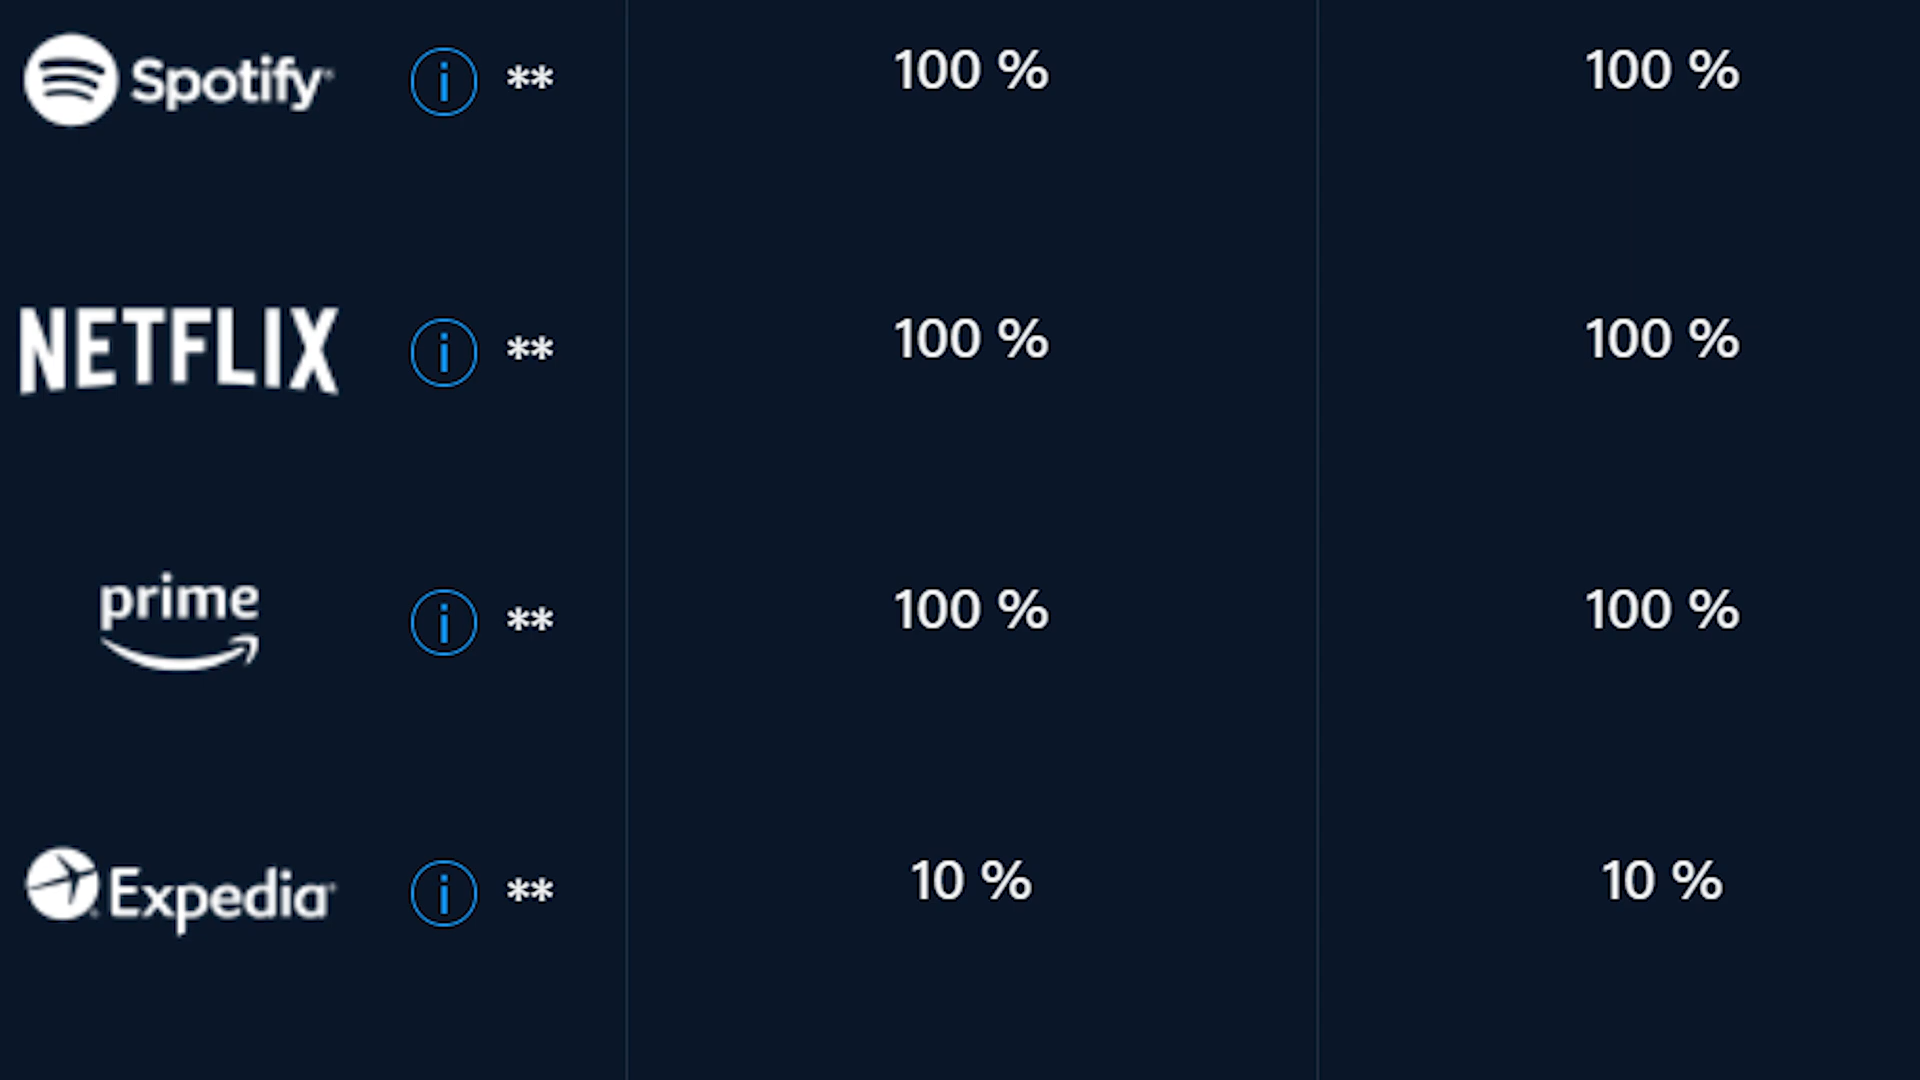 Spotify ⓘ ** 100 % 100 %
NETFLIX ⓘ ** 100 % 100 %
prime ⓘ ** 100 % 100 %
Expedia ⓘ ** 10 % 10 %